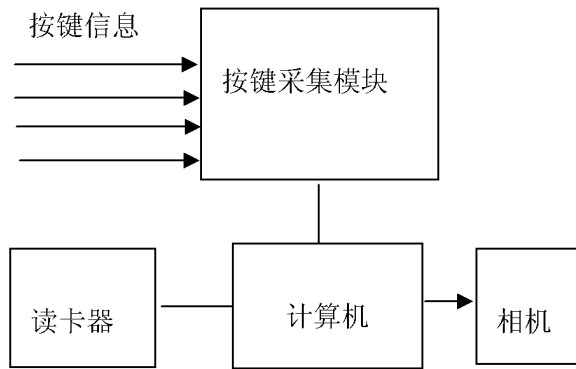 按键信息
按键采集模块
读卡器
计算机
相机